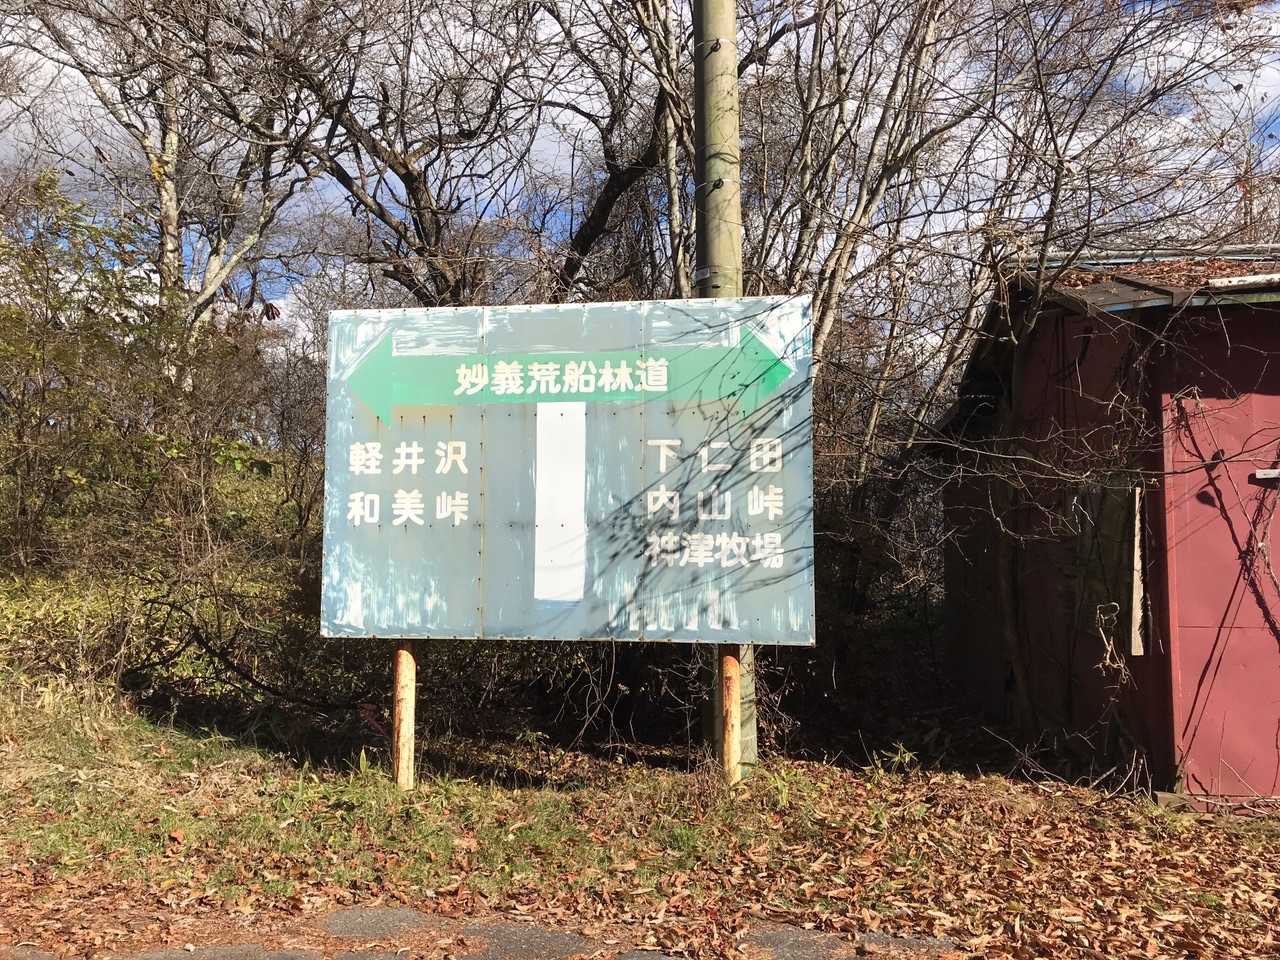 妙義荒船林道
軽井沢
和美峠
下仁田
内山峠
神津牧場